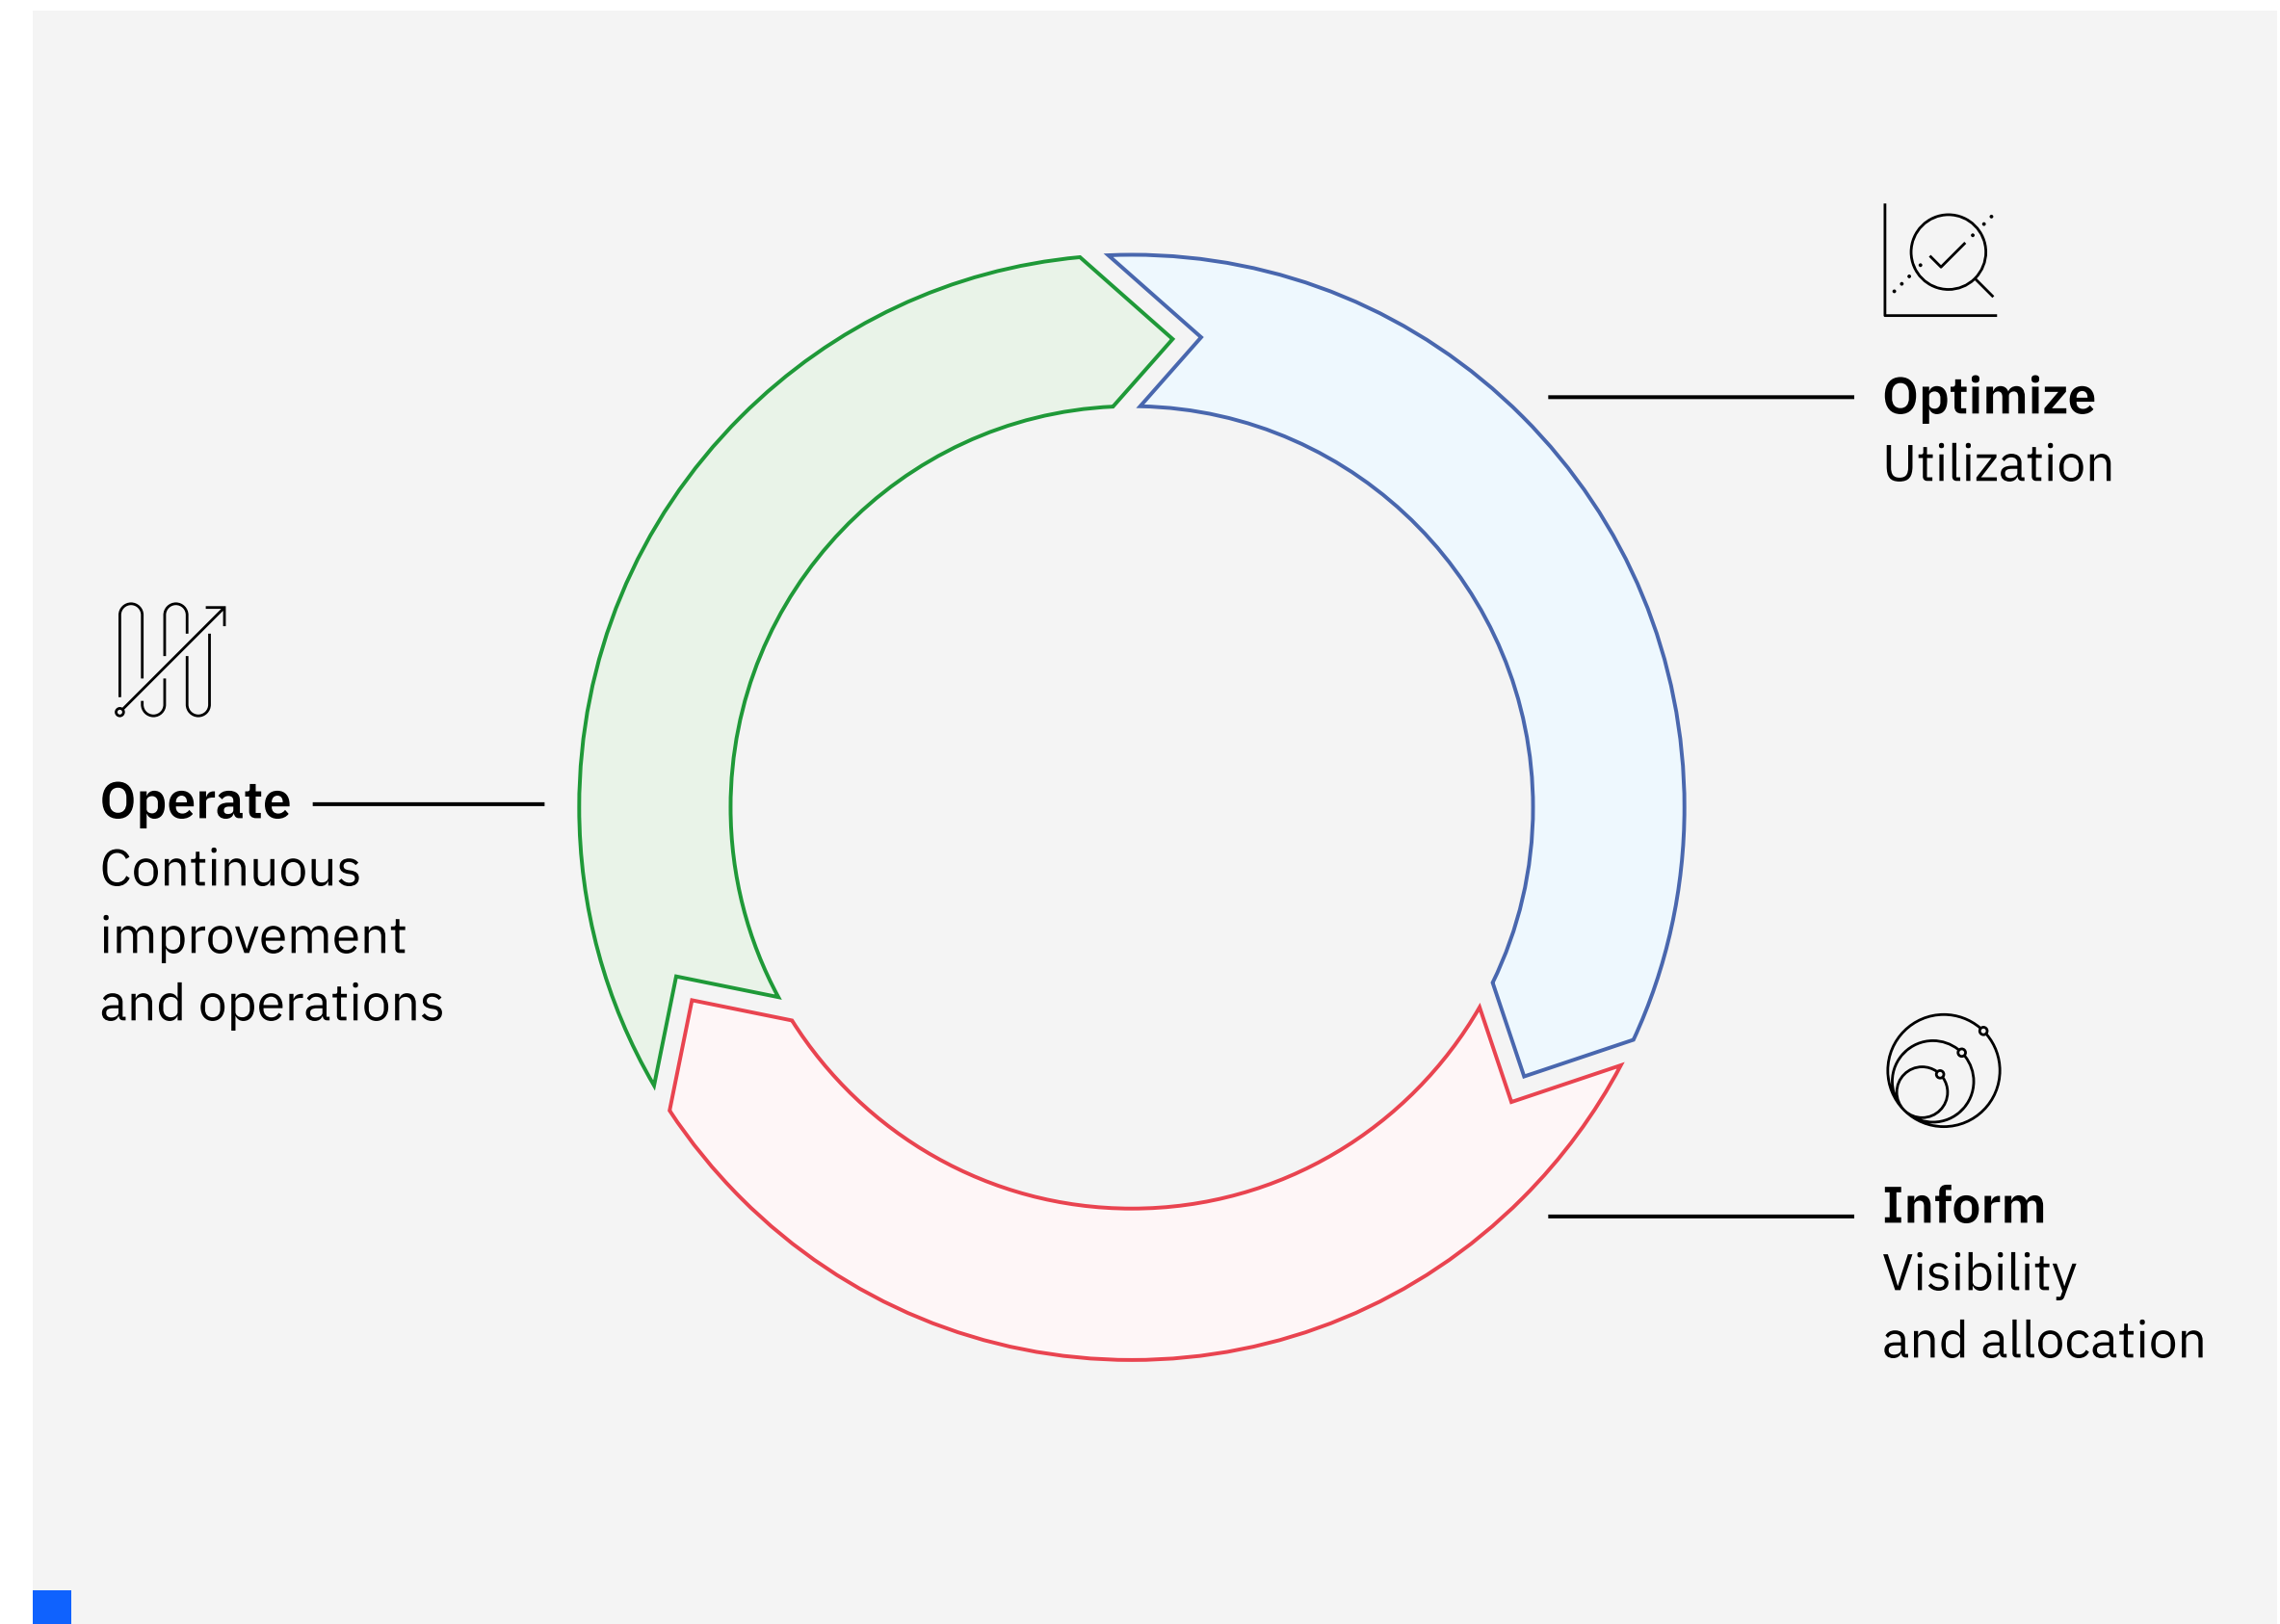 Optimize
Utilization
Operate
Continuous
improvement
and operations
Inform
Visibility
and allocation